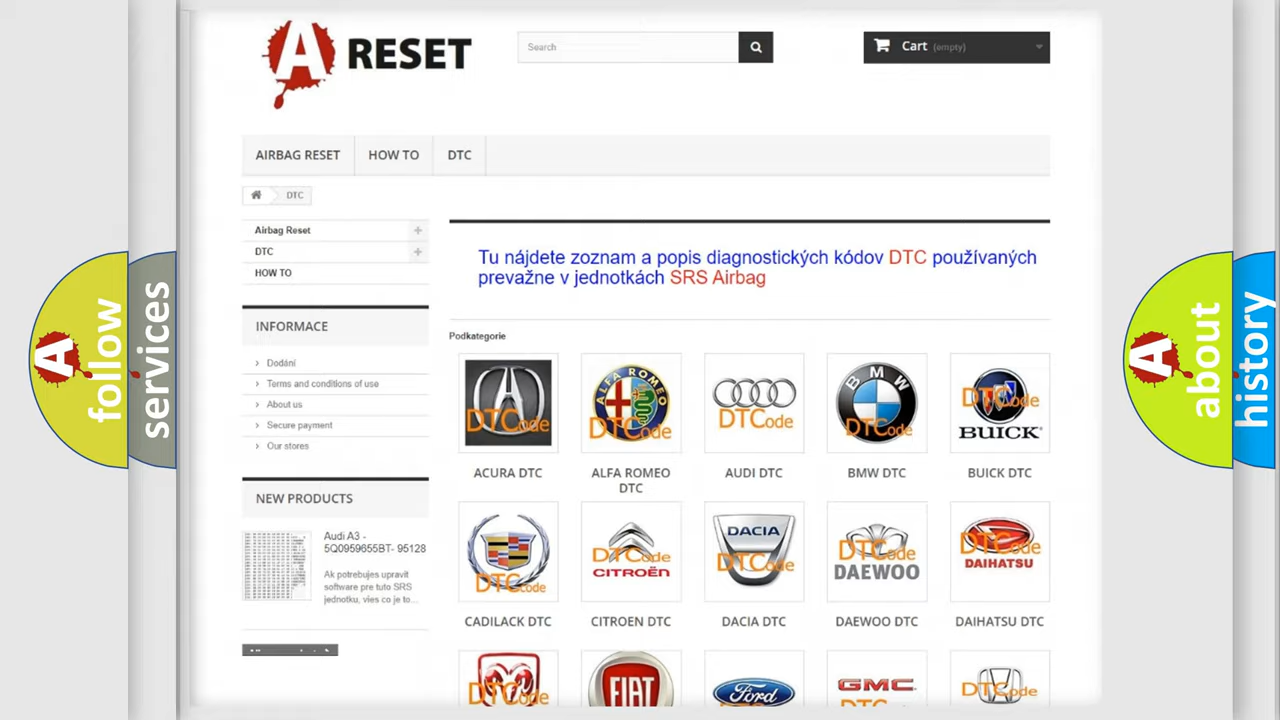 A RESET
Search
Cart (empty)
AIRBAG RESET
HOW TO
DTC
DTC
Airbag Reset
DTC
HOW TO
INFORMACE
Dodání
Terms and conditions of use
About us
Secure payment
Our stores
NEW PRODUCTS
Audi A3 -
5Q0959655BT- 95128
Ak potrebujes upravit
software pre tuto SRS
jednotku, vies co je to...
Tu nájdete zoznam a popis diagnostických kódov DTC používaných
prevažne v jednotkách SRS Airbag
Podkategorie
DTCode
ALFA ROMEO
DTCode
DTCode
BMW
DTCode
DTCode
BUICK
ACURA DTC
ALFA ROMEO
DTC
AUDI DTC
BMW DTC
BUICK DTC
DTCode
DTCode
CITROËN
DACIA
DTCode
DTCode
DAEWOO
DTCode
DAIHATSU
CADILACK DTC
CITROEN DTC
DACIA DTC
DAEWOO DTC
DAIHATSU DTC
DTCode
FIAT
Ford
GMC
DTCode
A follow
services
A about
history